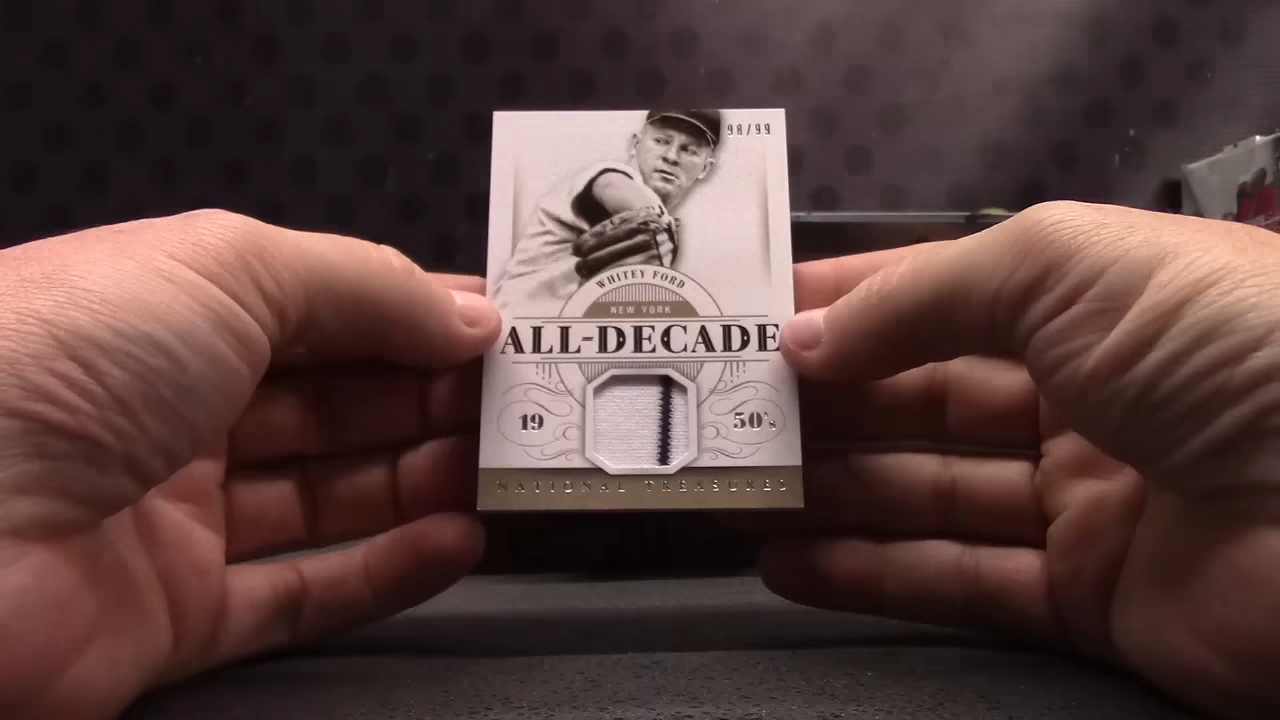 98/99
WHITEY FORD
NEW YORK
ALL-DECADE
19 50's
NATIONAL TREASURES